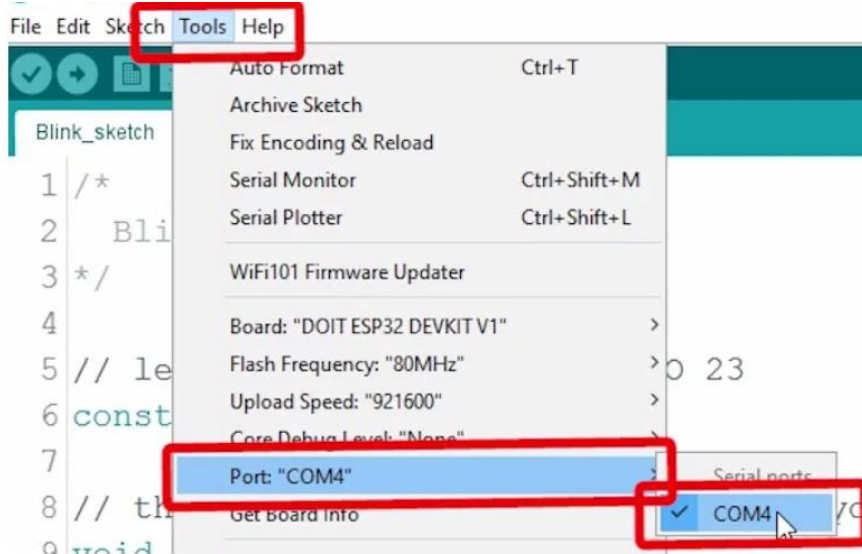 File Edit Sketch Tools Help
Auto Format Ctrl+T
Archive Sketch
Blink_sketch
Fix Encoding & Reload
1 /*
Serial Monitor Ctrl+Shift+M
2 Bli
Serial Plotter Ctrl+Shift+L
3 */
WiFi101 Firmware Updater
4
Board: "DOIT ESP32 DEVKIT V1"
5 // le
Flash Frequency: "80MHz"
23
6 const
Upload Speed: "921600"
Core Debug Level: "None"
7
Port: "COM4"
Serial ports
8 // th
Get Board Info
COM4
9 void